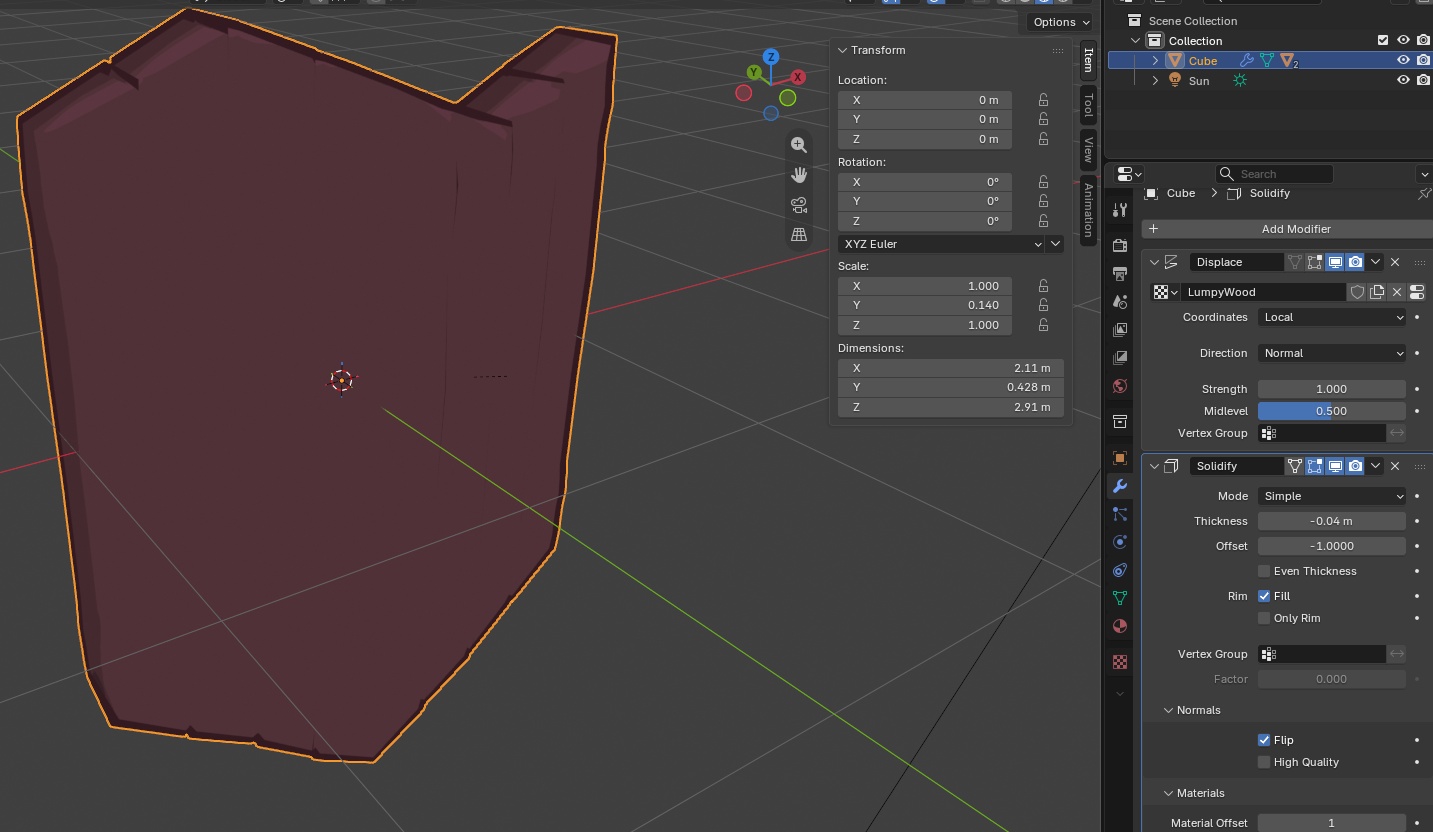 Options
Transform
Location:
X 0 m
Y 0 m
Z 0 m
Rotation:
X 0°
Y 0°
Z 0°
XYZ Euler
Scale:
X 1.000
Y 0.140
Z 1.000
Dimensions:
X 2.11 m
Y 0.428 m
Z 2.91 m
Item
Tool
View
Animation
Z
Y
X
Scene Collection
Collection
Cube 2
Sun
Search
Cube > Solidify
+ Add Modifier
Displace
LumpyWood
Coordinates Local
Direction Normal
Strength 1.000
Midlevel 0.500
Vertex Group
Solidify
Mode Simple
Thickness -0.04 m
Offset -1.0000
Even Thickness
Rim Fill
Only Rim
Vertex Group
Factor 0.000
Normals
Flip
High Quality
Materials
Material Offset 1